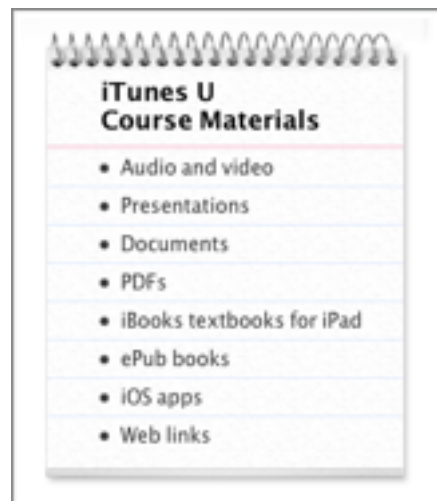 iTunes U
Course Materials
• Audio and video
• Presentations
• Documents
• PDFs
• iBooks textbooks for iPad
• ePub books
• iOS apps
• Web links